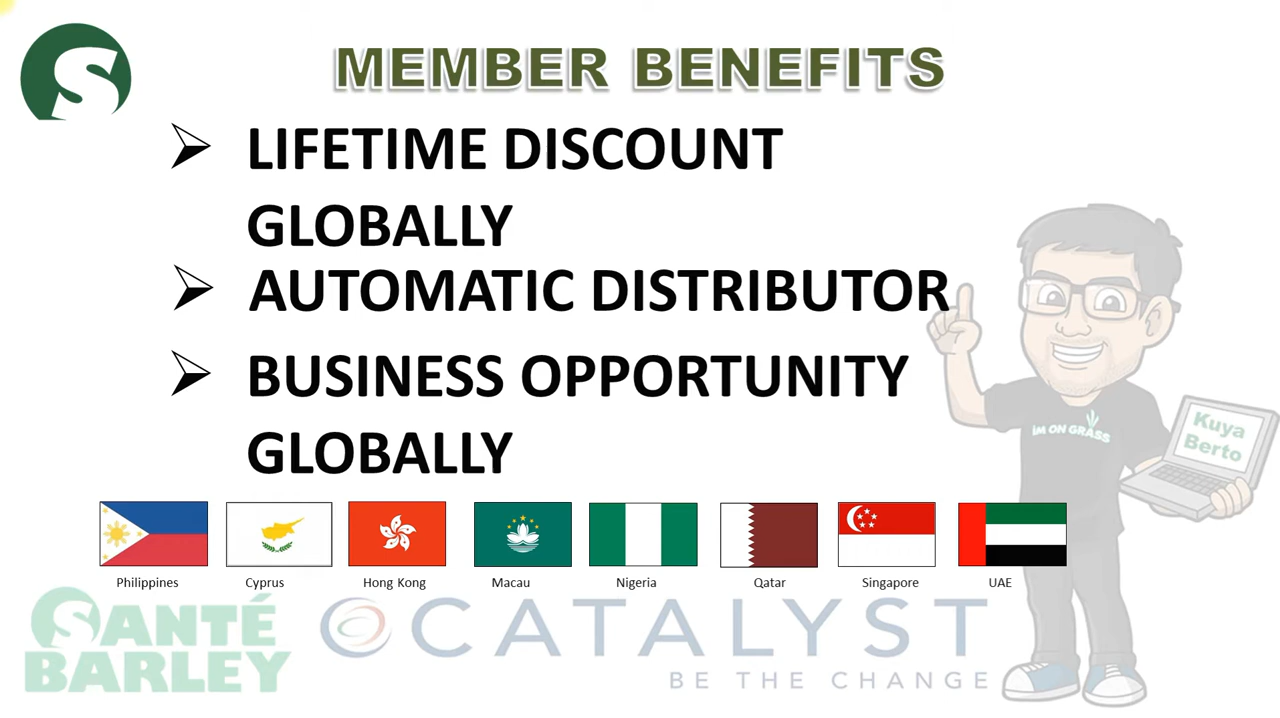 MEMBER BENEFITS
LIFETIME DISCOUNT
GLOBALLY
AUTOMATIC DISTRIBUTOR
BUSINESS OPPORTUNITY
GLOBALLY
IM ON GRASS
Kuya
Berto
Philippines
Cyprus
Hong Kong
Macau
Nigeria
Qatar
Singapore
UAE
SANTÉ
BARLEY
CATALYST
BE THE CHANGE